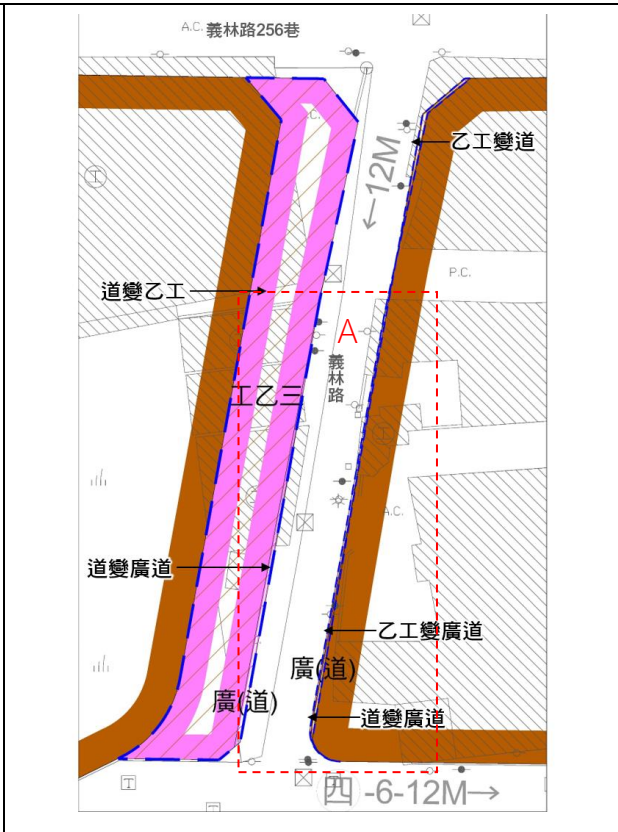 A.C. 義林路256巷
乙工變道
←12M
T
P.C.
道變乙工
A
義林路
工乙三
A.C.
道變廣道
乙工變廣道
廣(道)
廣(道)
道變廣道
T
四-6-12M→